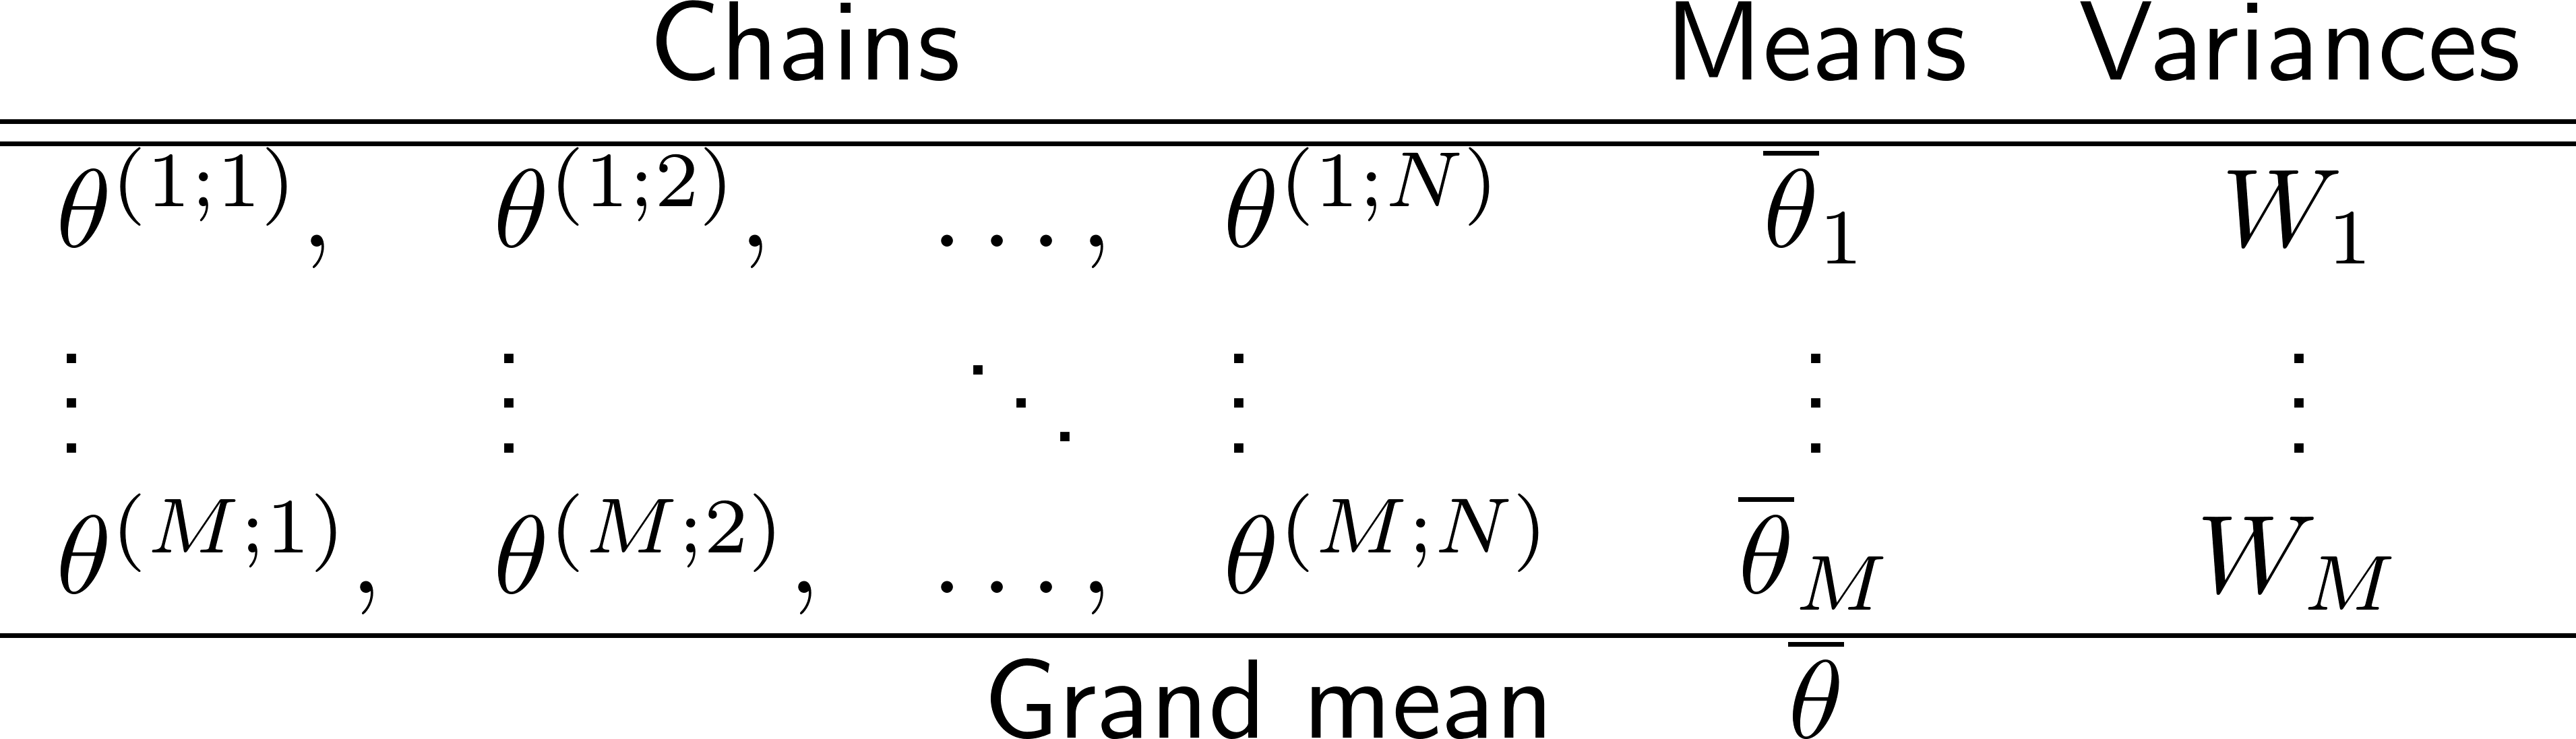 Chains Means Variances
θ^(1;1), θ^(1;2), ..., θ^(1;N) θ̅_1 W_1
⋮ ⋮ ⋱ ⋮ ⋮ ⋮
θ^(M;1), θ^(M;2), ..., θ^(M;N) θ̅_M W_M
Grand mean θ̅